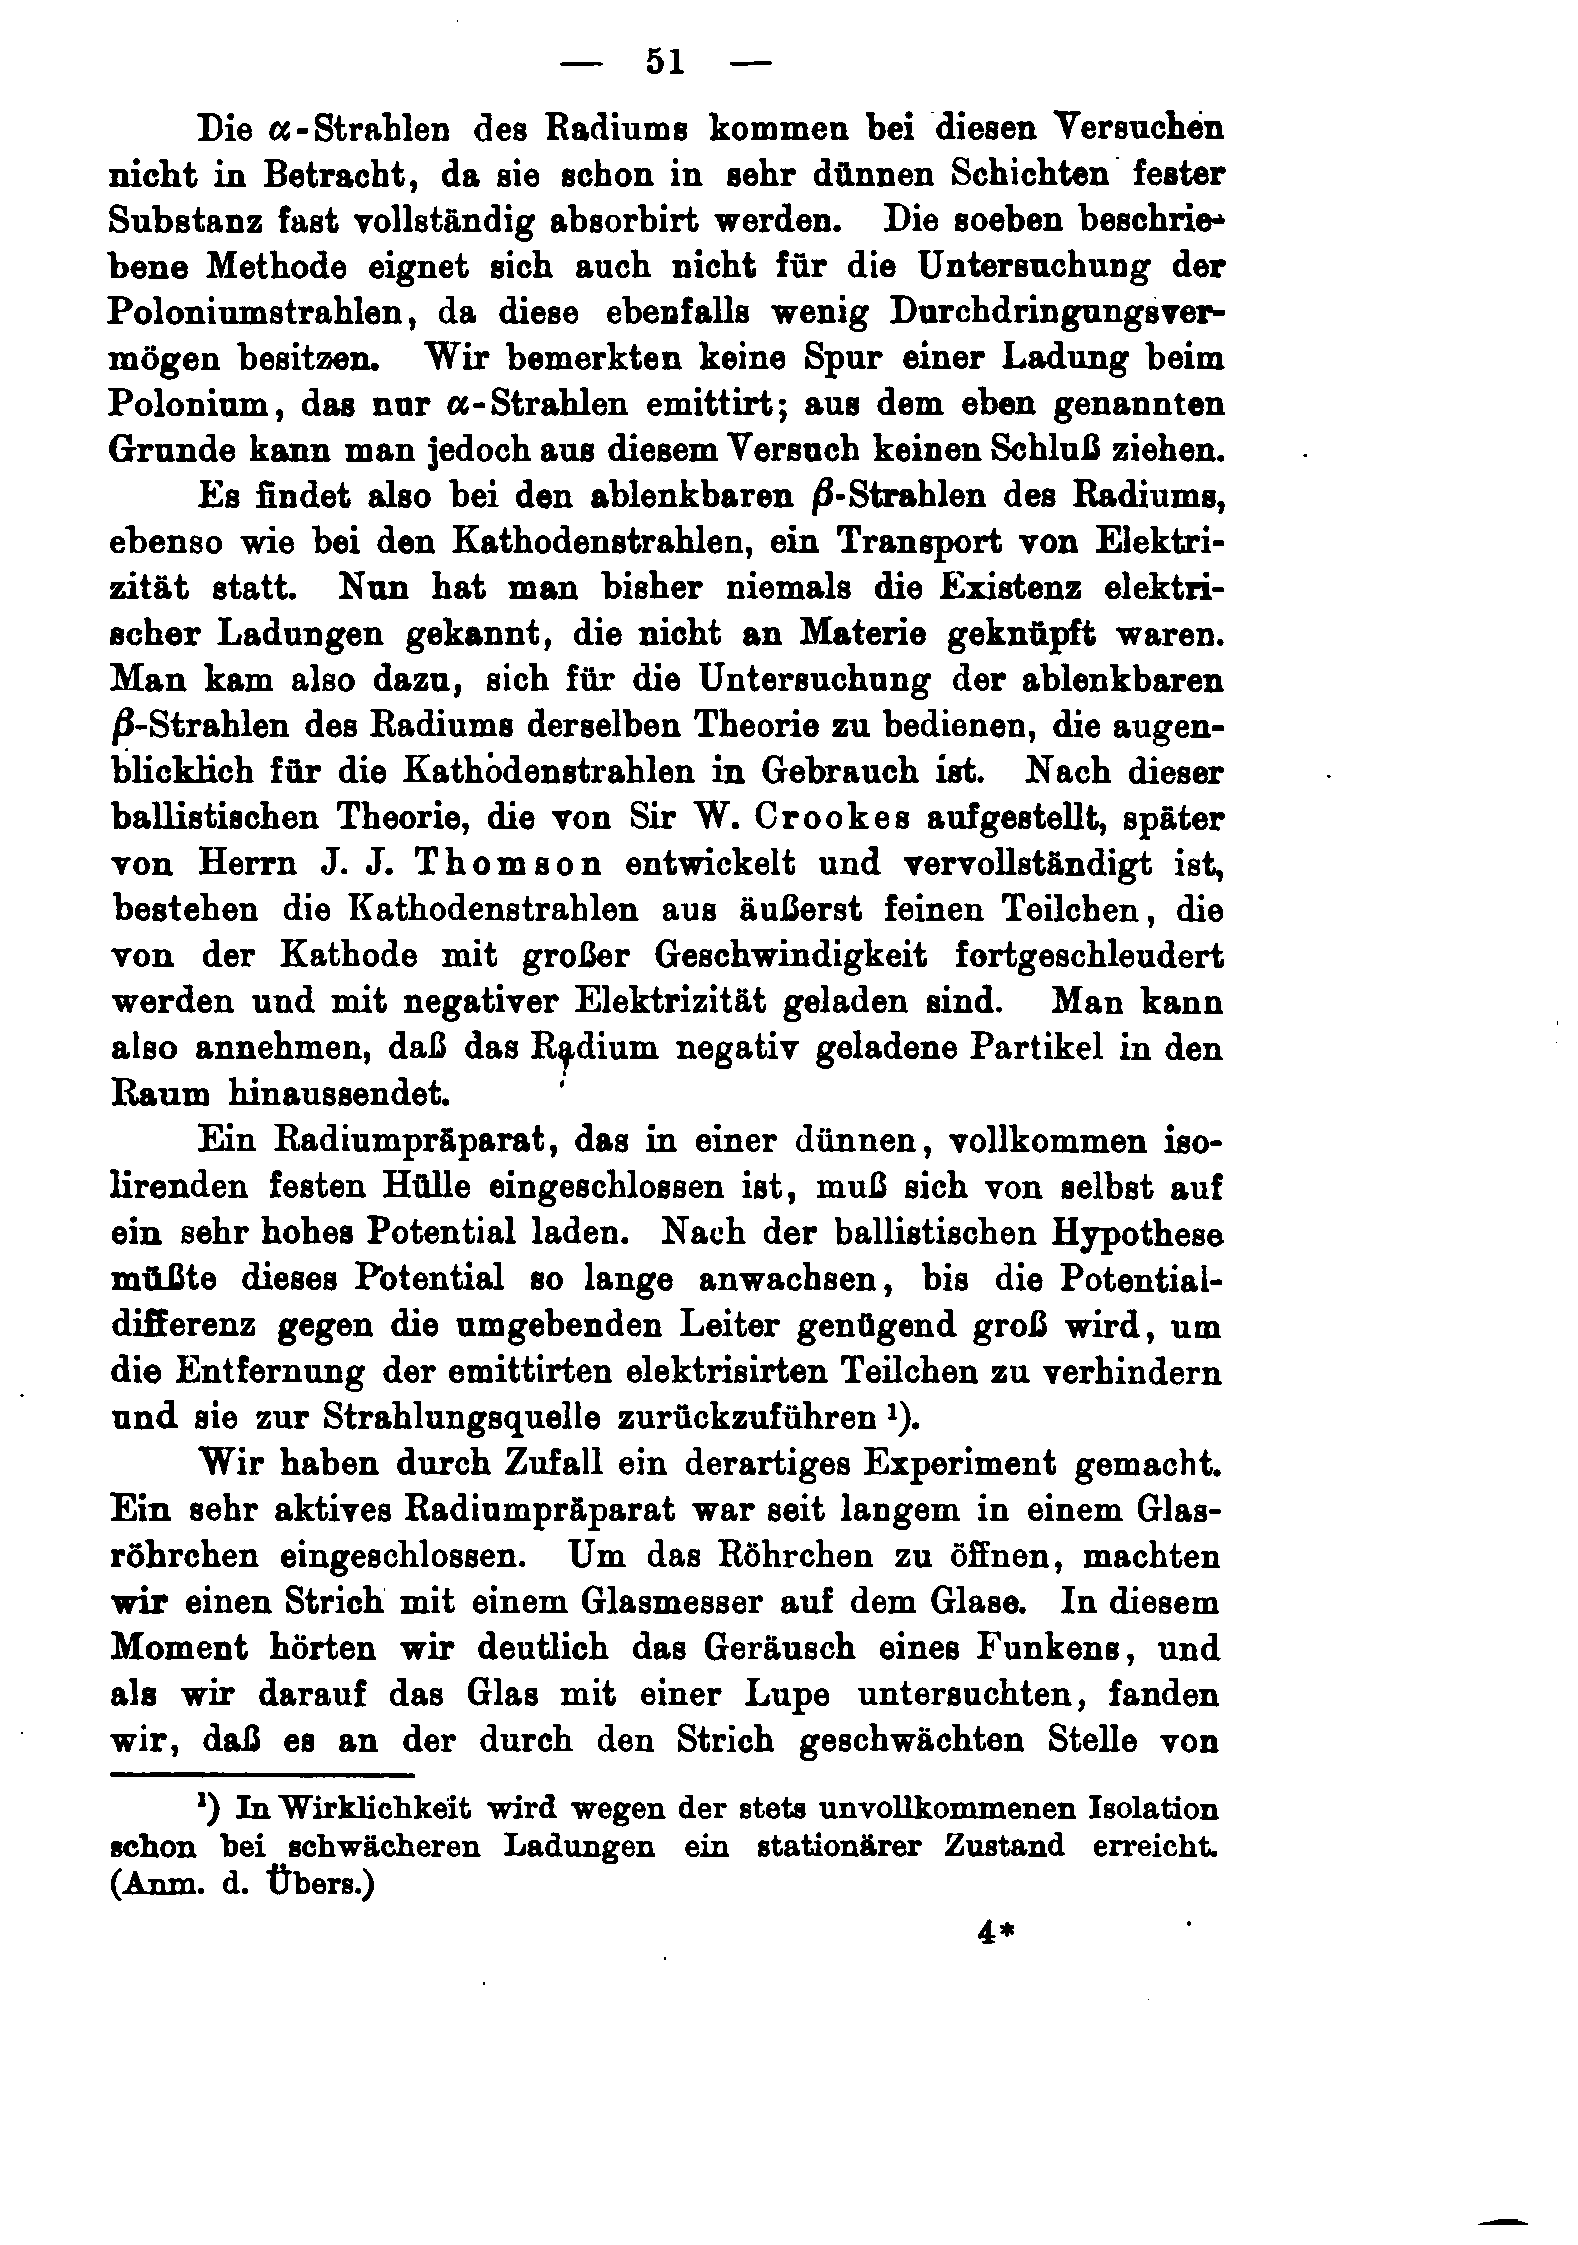 — 51 —
Die α-Strahlen des Radiums kommen bei diesen Versuchen
nicht in Betracht, da sie schon in sehr dünnen Schichten fester
Substanz fast vollständig absorbirt werden. Die soeben beschrie-
bene Methode eignet sich auch nicht für die Untersuchung der
Poloniumstrahlen, da diese ebenfalls wenig Durchdringungsver-
mögen besitzen. Wir bemerkten keine Spur einer Ladung beim
Polonium, das nur α-Strahlen emittirt; aus dem eben genannten
Grunde kann man jedoch aus diesem Versuch keinen Schluß ziehen.
Es findet also bei den ablenkbaren β-Strahlen des Radiums,
ebenso wie bei den Kathodenstrahlen, ein Transport von Elektri-
zität statt. Nun hat man bisher niemals die Existenz elektri-
scher Ladungen gekannt, die nicht an Materie geknüpft waren.
Man kam also dazu, sich für die Untersuchung der ablenkbaren
β-Strahlen des Radiums derselben Theorie zu bedienen, die augen-
blicklich für die Kathodenstrahlen in Gebrauch ist. Nach dieser
ballistischen Theorie, die von Sir W. Crookes aufgestellt, später
von Herrn J. J. Thomson entwickelt und vervollständigt ist,
bestehen die Kathodenstrahlen aus äußerst feinen Teilchen, die
von der Kathode mit großer Geschwindigkeit fortgeschleudert
werden und mit negativer Elektrizität geladen sind. Man kann
also annehmen, daß das Radium negativ geladene Partikel in den
Raum hinaussendet.
Ein Radiumpräparat, das in einer dünnen, vollkommen iso-
lirenden festen Hülle eingeschlossen ist, muß sich von selbst auf
ein sehr hohes Potential laden. Nach der ballistischen Hypothese
müßte dieses Potential so lange anwachsen, bis die Potential-
differenz gegen die umgebenden Leiter genügend groß wird, um
die Entfernung der emittirten elektrisirten Teilchen zu verhindern
und sie zur Strahlungsquelle zurückzuführen ¹).
Wir haben durch Zufall ein derartiges Experiment gemacht.
Ein sehr aktives Radiumpräparat war seit langem in einem Glas-
röhrchen eingeschlossen. Um das Röhrchen zu öffnen, machten
wir einen Strich mit einem Glasmesser auf dem Glase. In diesem
Moment hörten wir deutlich das Geräusch eines Funkens, und
als wir darauf das Glas mit einer Lupe untersuchten, fanden
wir, daß es an der durch den Strich geschwächten Stelle von
¹) In Wirklichkeit wird wegen der stets unvollkommenen Isolation
schon bei schwächeren Ladungen ein stationärer Zustand erreicht.
(Anm. d. Übers.)
4*